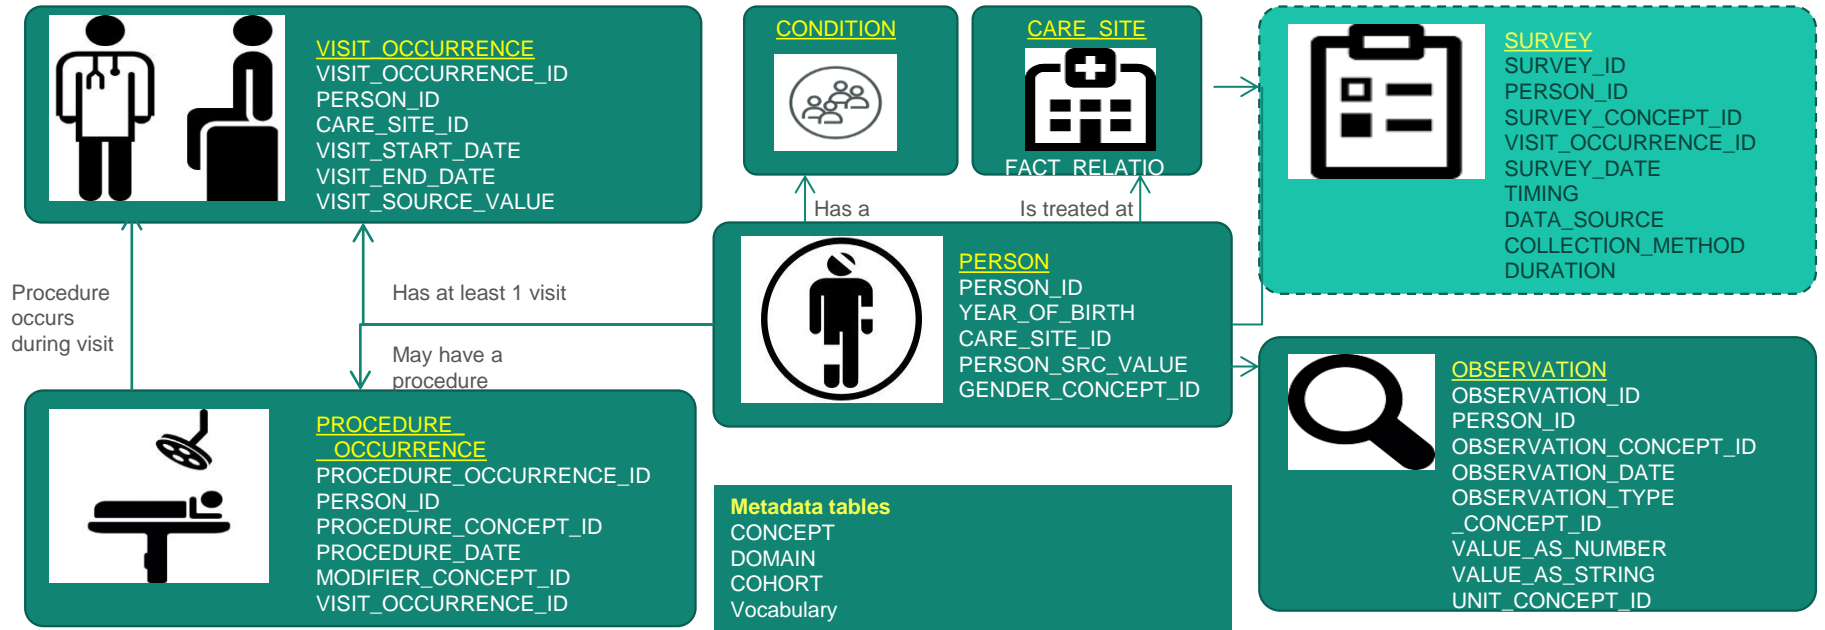 VISIT_OCCURRENCE
VISIT_OCCURRENCE_ID
PERSON_ID
CARE_SITE_ID
VISIT_START_DATE
VISIT_END_DATE
VISIT_SOURCE_VALUE
CONDITION
CARE_SITE
FACT_RELATIO
SURVEY
SURVEY_ID
PERSON_ID
SURVEY_CONCEPT_ID
VISIT_OCCURRENCE_ID
SURVEY_DATE
TIMING
DATA_SOURCE
COLLECTION_METHOD
DURATION
Has a
Is treated at
Procedure
occurs
during visit
Has at least 1 visit
May have a
procedure
PERSON
PERSON_ID
YEAR_OF_BIRTH
CARE_SITE_ID
PERSON_SRC_VALUE
GENDER_CONCEPT_ID
PROCEDURE_
_OCCURRENCE
PROCEDURE_OCCURRENCE_ID
PERSON_ID
PROCEDURE_CONCEPT_ID
PROCEDURE_DATE
MODIFIER_CONCEPT_ID
VISIT_OCCURRENCE_ID
Metadata tables
CONCEPT
DOMAIN
COHORT
Vocabulary
OBSERVATION
OBSERVATION_ID
PERSON_ID
OBSERVATION_CONCEPT_ID
OBSERVATION_DATE
OBSERVATION_TYPE
_CONCEPT_ID
VALUE_AS_NUMBER
VALUE_AS_STRING
UNIT_CONCEPT_ID